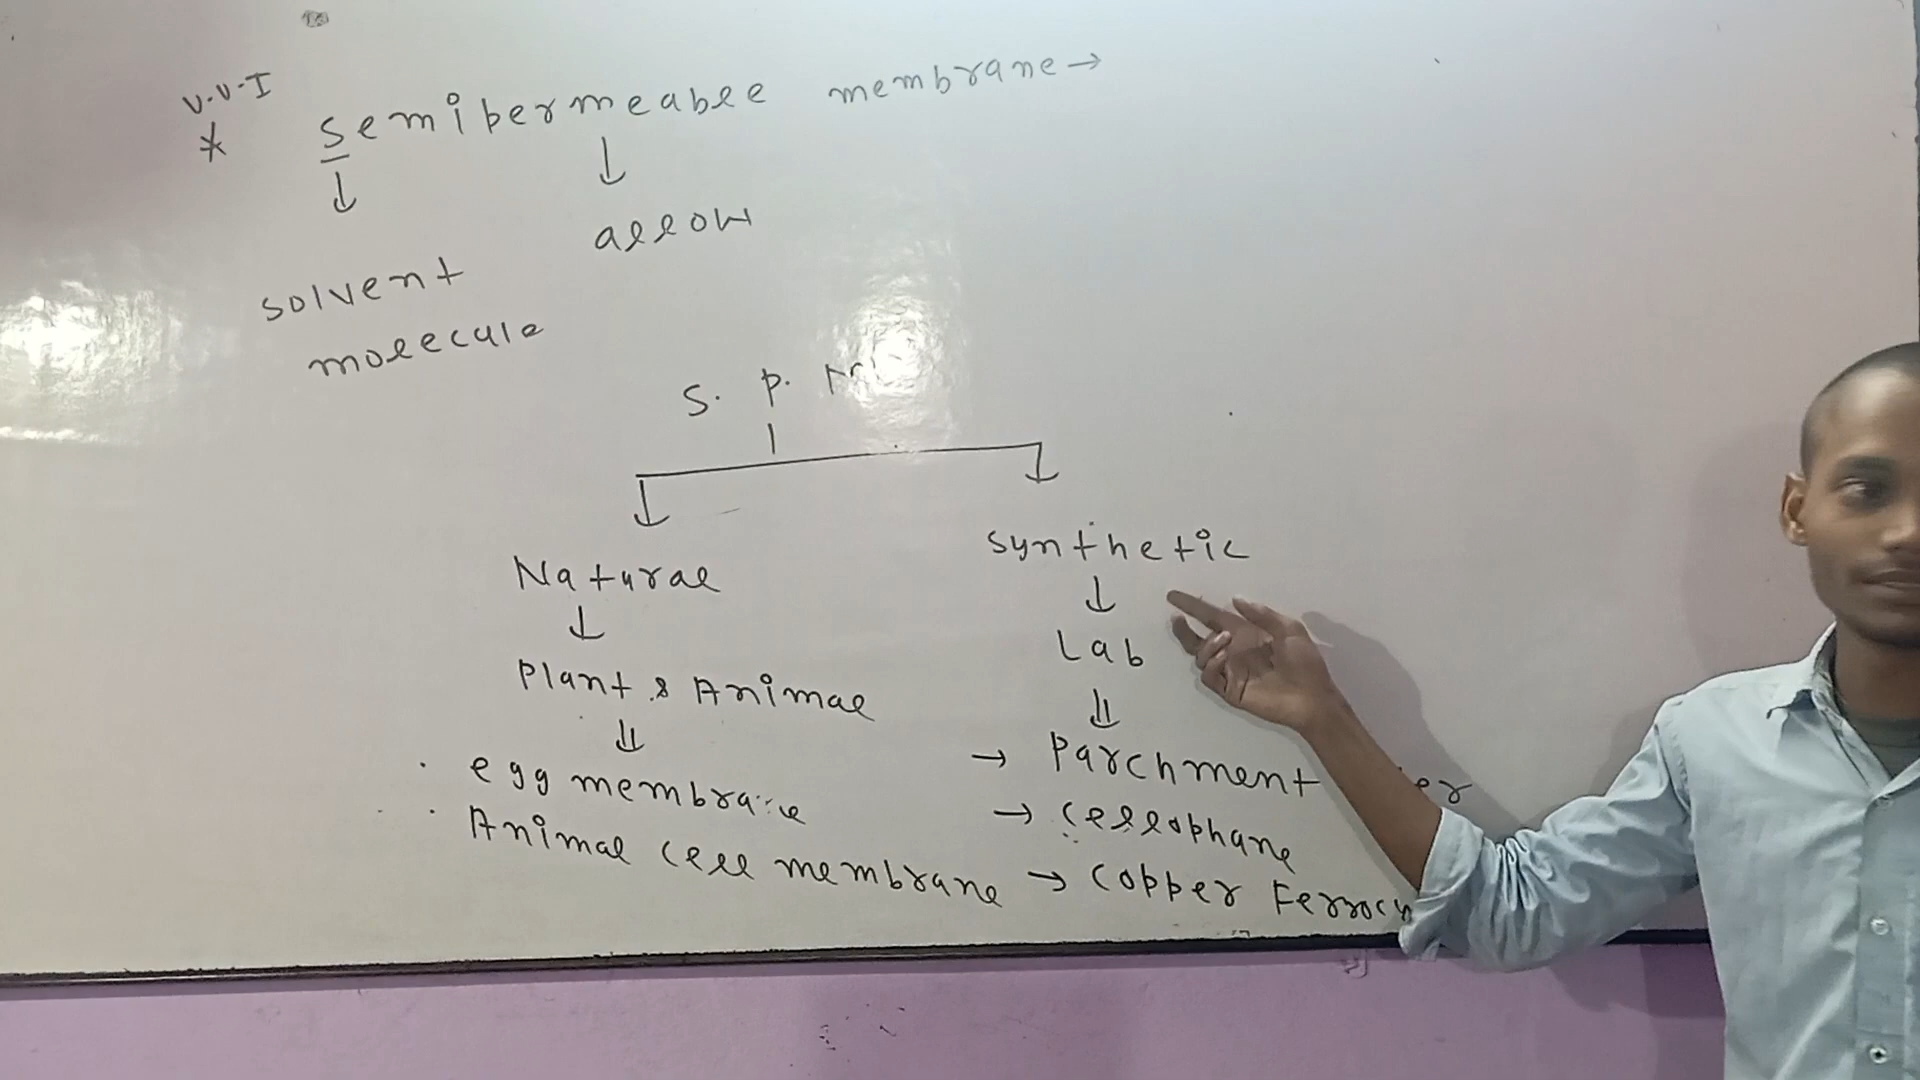 V.V.I
* Semipermeable membrane →
↓ ↓
allow
solvent
molecule
S. P. M
Natural Synthetic
↓ ↓
Lab
Plant & Animal
⇓ ⇓
· egg membrane → Parchment
· Animal cell membrane → cellophane
→ Copper